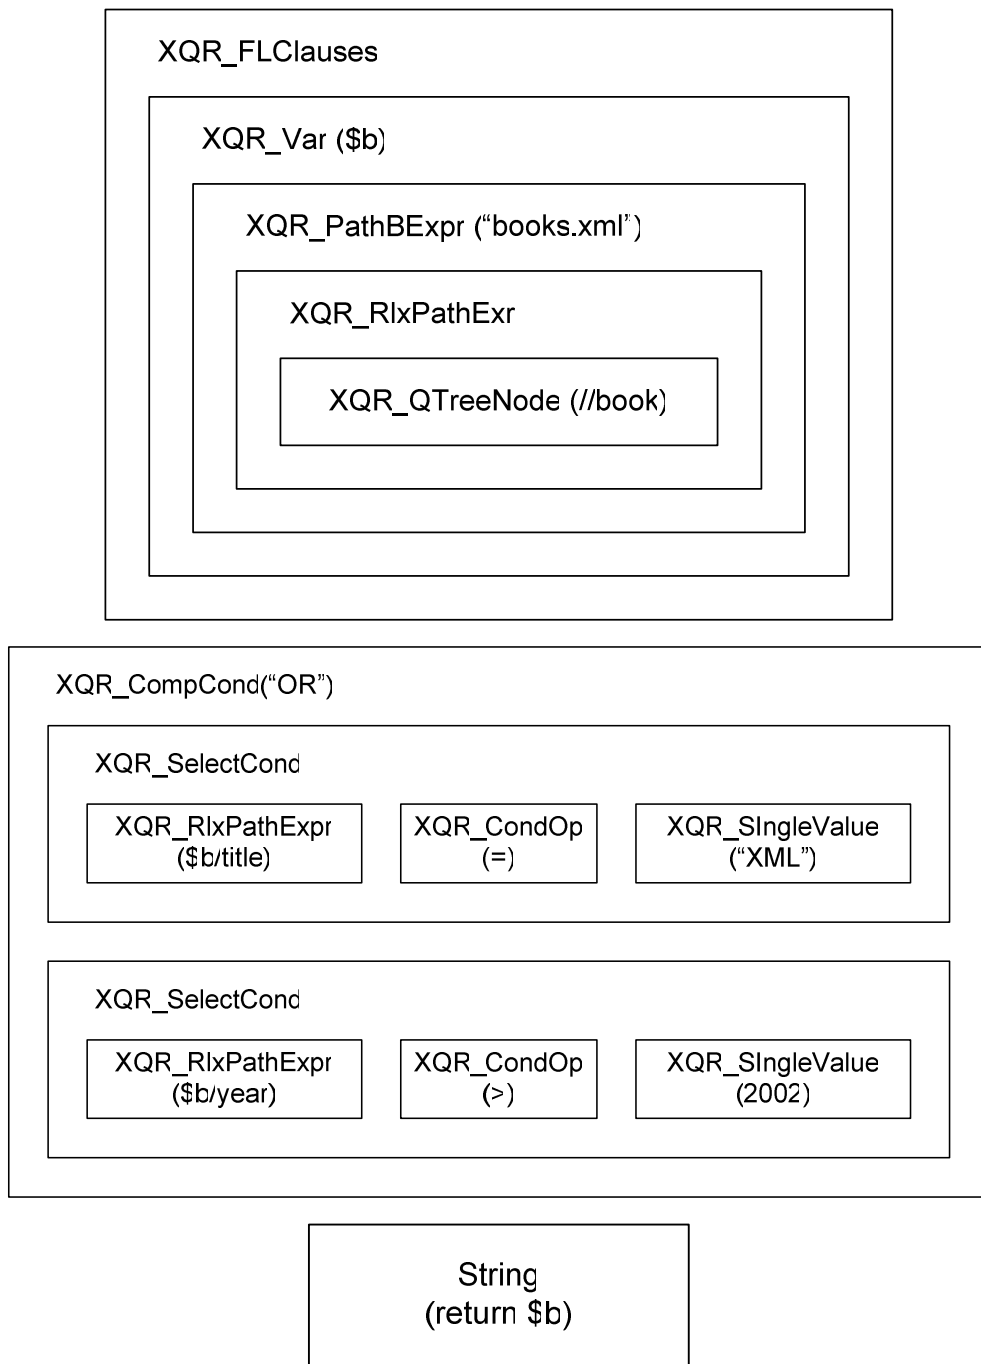 XQR_FLClauses
XQR_Var ($b)
XQR_PathBExpr (“books.xml”)
XQR_RlxPathExr
XQR_QTreeNode (//book)
XQR_CompCond(“OR”)
XQR_SelectCond
XQR_RlxPathExpr
($b/title)
XQR_CondOp
(=)
XQR_SIngleValue
(“XML”)
XQR_SelectCond
XQR_RlxPathExpr
($b/year)
XQR_CondOp
(>)
XQR_SIngleValue
(2002)
String
(return $b)